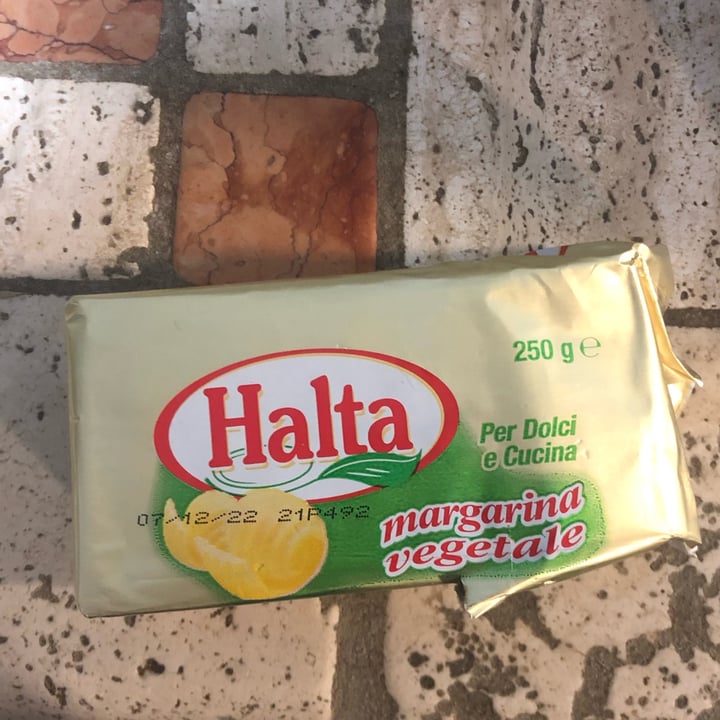 250 g ℮
Halta
Per Dolci
e Cucina
07/12/22 21P492
margarina
vegetale